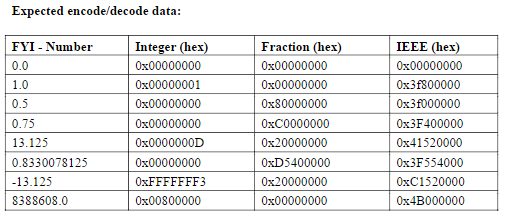 Expected encode/decode data:
FYI - Number Integer (hex) Fraction (hex) IEEE (hex)
0.0 0x00000000 0x00000000 0x00000000
1.0 0x00000001 0x00000000 0x3f800000
0.5 0x00000000 0x80000000 0x3f000000
0.75 0x00000000 0xC0000000 0x3F400000
13.125 0x0000000D 0x20000000 0x41520000
0.8330078125 0x00000000 0xD5400000 0x3F554000
-13.125 0xFFFFFFF3 0x20000000 0xC1520000
8388608.0 0x00800000 0x00000000 0x4B000000